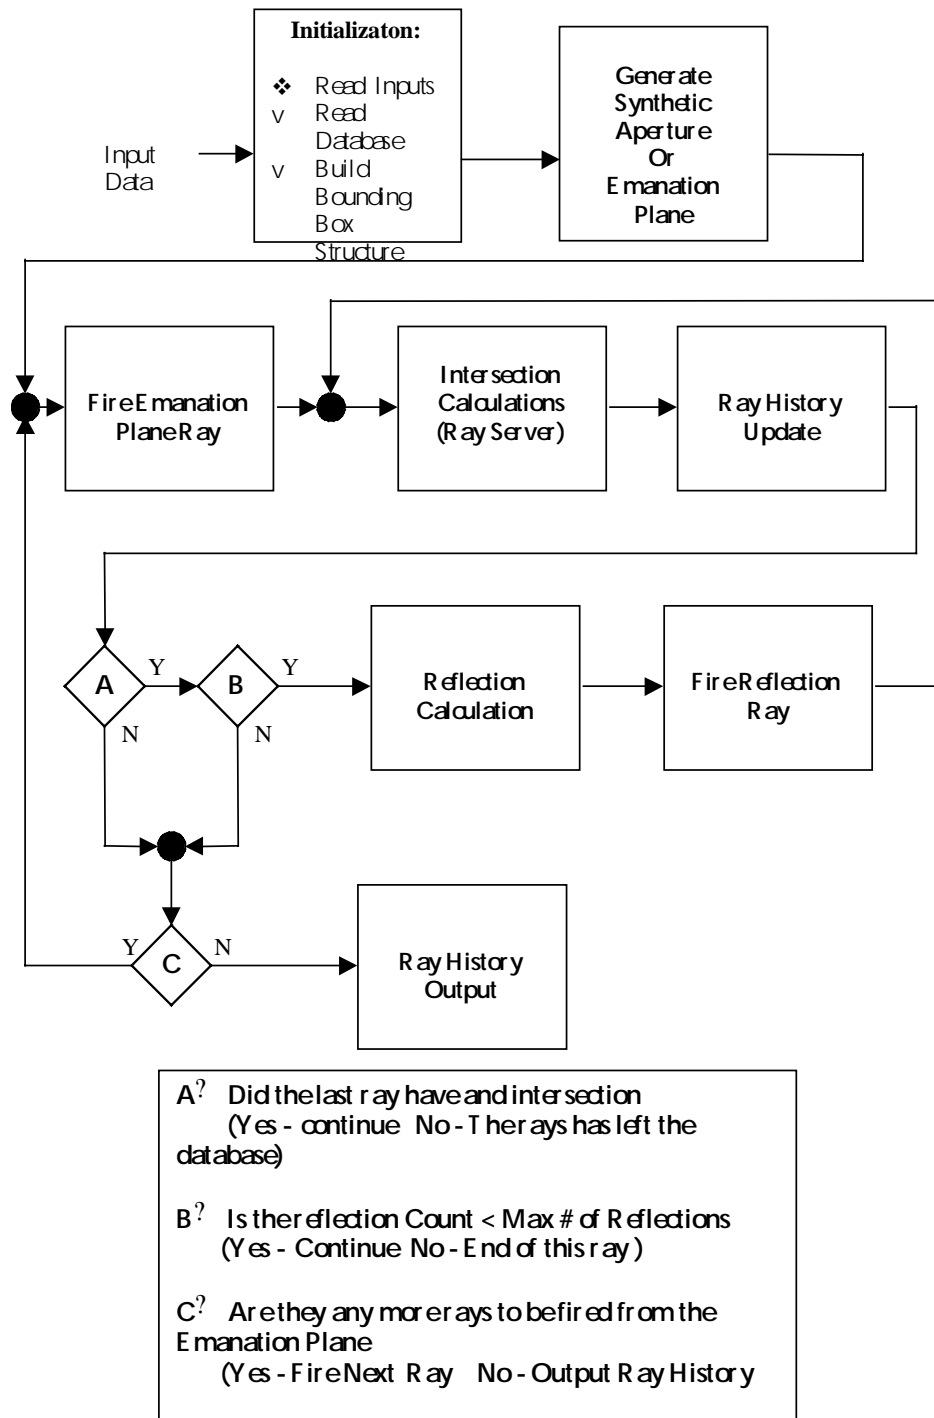 Initializaton:
❖ Read Inputs
v Read
Database
v Build
Bounding
Box
Structure
Input
Data
Generate
Synthetic
Aperture
Or
Emanation
Plane
Fire Emanation
Plane Ray
Intersection
Calculations
(Ray Server)
Ray History
Update
A
Y
N
B
Y
N
Reflection
Calculation
Fire Reflection
Ray
Y
C
N
Ray History
Output
A? Did the last ray have and intersection
(Yes - continue No - The rays has left the
database)
B? Is the reflection Count < Max # of Reflections
(Yes - Continue No - End of this ray)
C? Are they any more rays to be fired from the
Emanation Plane
(Yes - Fire Next Ray No - Output Ray History